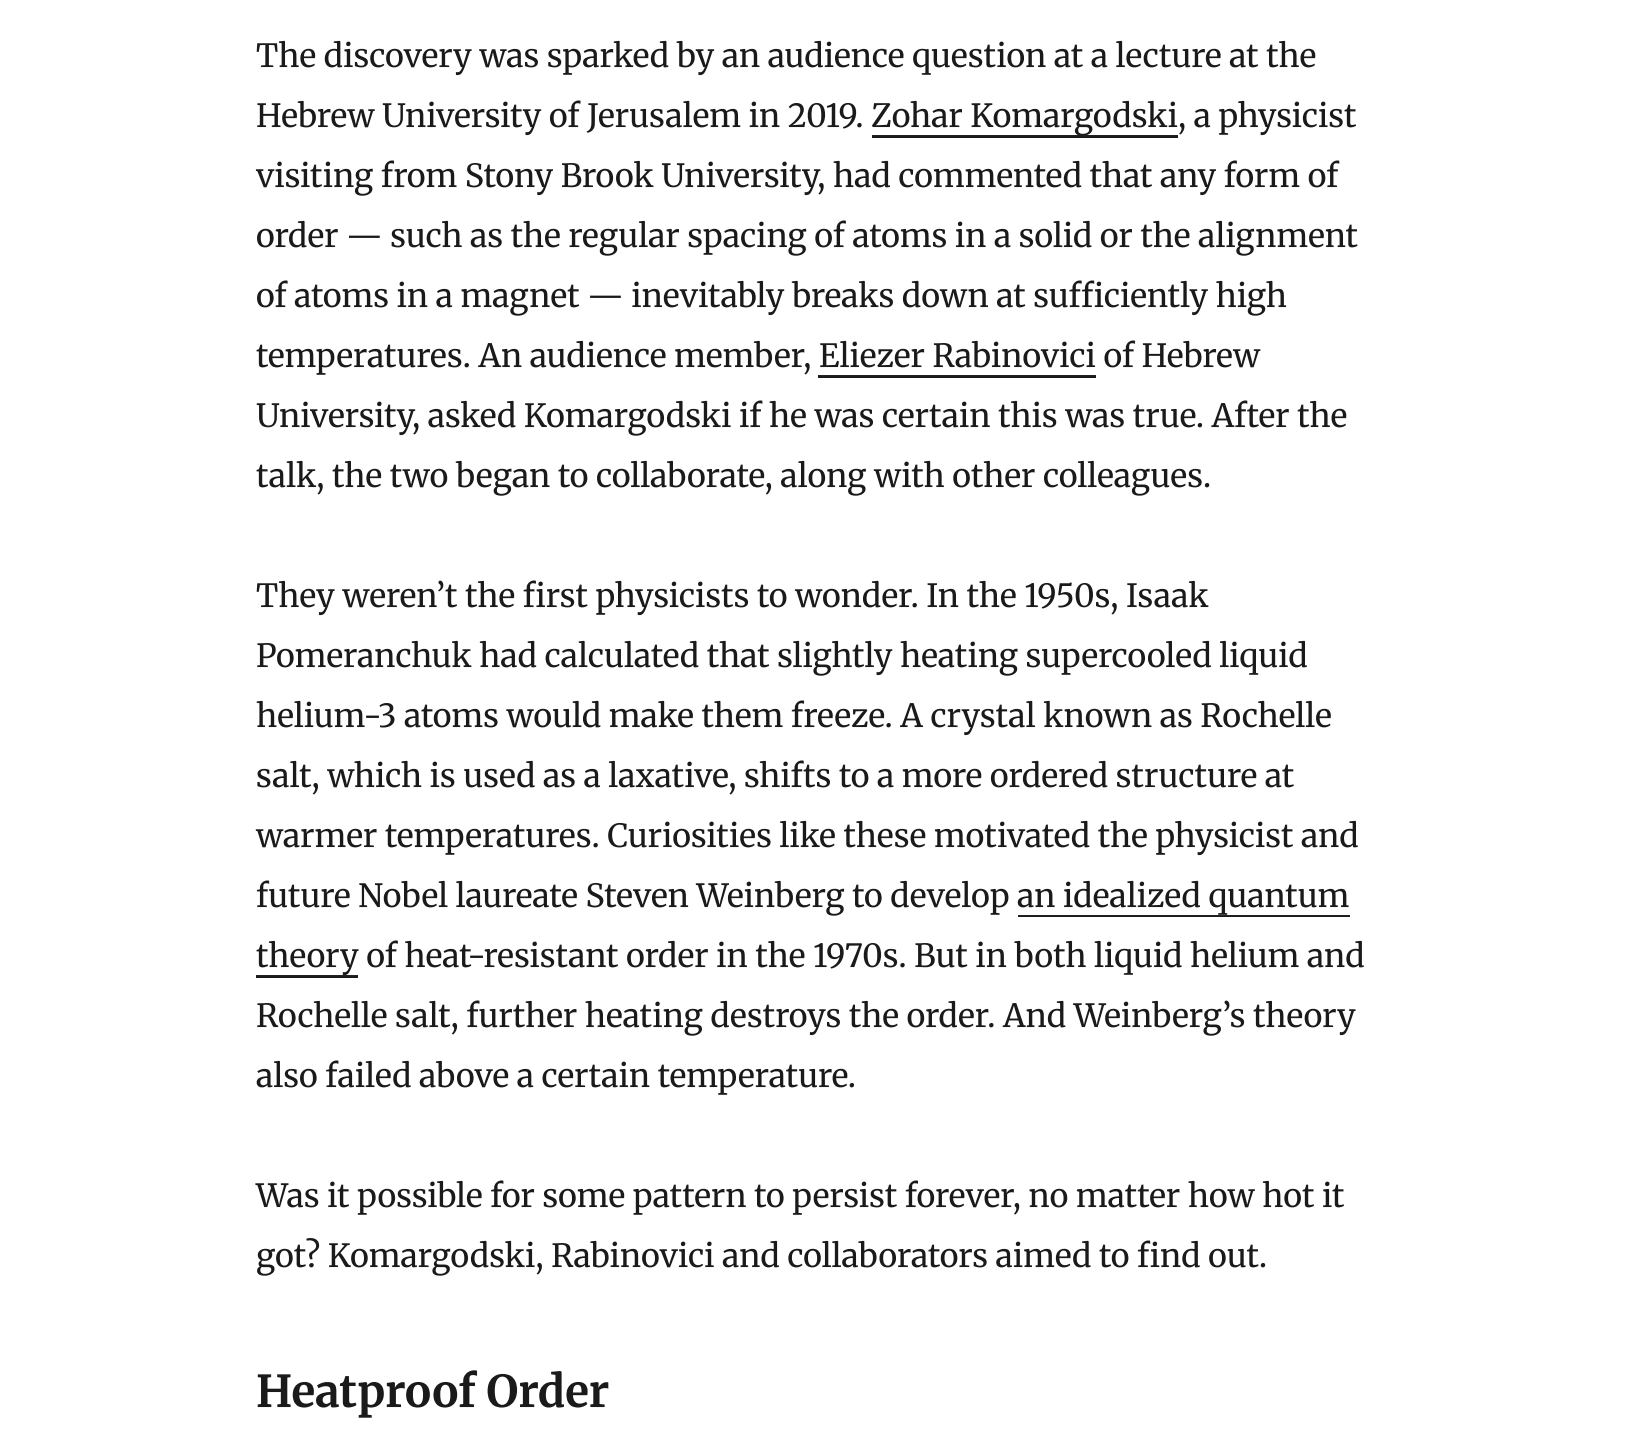 The discovery was sparked by an audience question at a lecture at the
Hebrew University of Jerusalem in 2019. Zohar Komargodski, a physicist
visiting from Stony Brook University, had commented that any form of
order — such as the regular spacing of atoms in a solid or the alignment
of atoms in a magnet — inevitably breaks down at sufficiently high
temperatures. An audience member, Eliezer Rabinovici of Hebrew
University, asked Komargodski if he was certain this was true. After the
talk, the two began to collaborate, along with other colleagues.
They weren’t the first physicists to wonder. In the 1950s, Isaak
Pomeranchuk had calculated that slightly heating supercooled liquid
helium-3 atoms would make them freeze. A crystal known as Rochelle
salt, which is used as a laxative, shifts to a more ordered structure at
warmer temperatures. Curiosities like these motivated the physicist and
future Nobel laureate Steven Weinberg to develop an idealized quantum
theory of heat-resistant order in the 1970s. But in both liquid helium and
Rochelle salt, further heating destroys the order. And Weinberg’s theory
also failed above a certain temperature.
Was it possible for some pattern to persist forever, no matter how hot it
got? Komargodski, Rabinovici and collaborators aimed to find out.
Heatproof Order